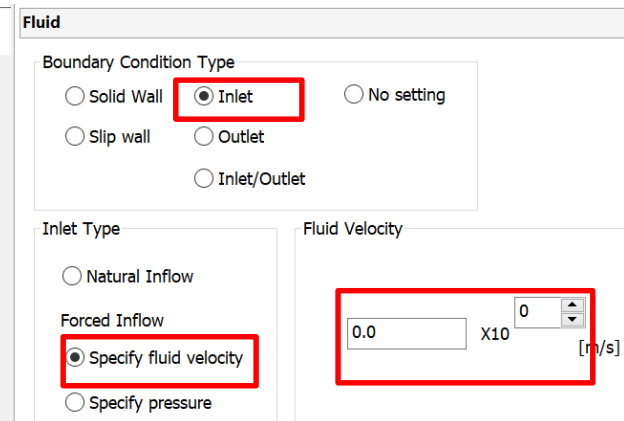 Fluid
Boundary Condition Type
Solid Wall Inlet No setting
Slip wall Outlet
Inlet/Outlet
Inlet Type
Natural Inflow
Forced Inflow
Specify fluid velocity
Specify pressure
Fluid Velocity
0.0 X10 0 [m/s]